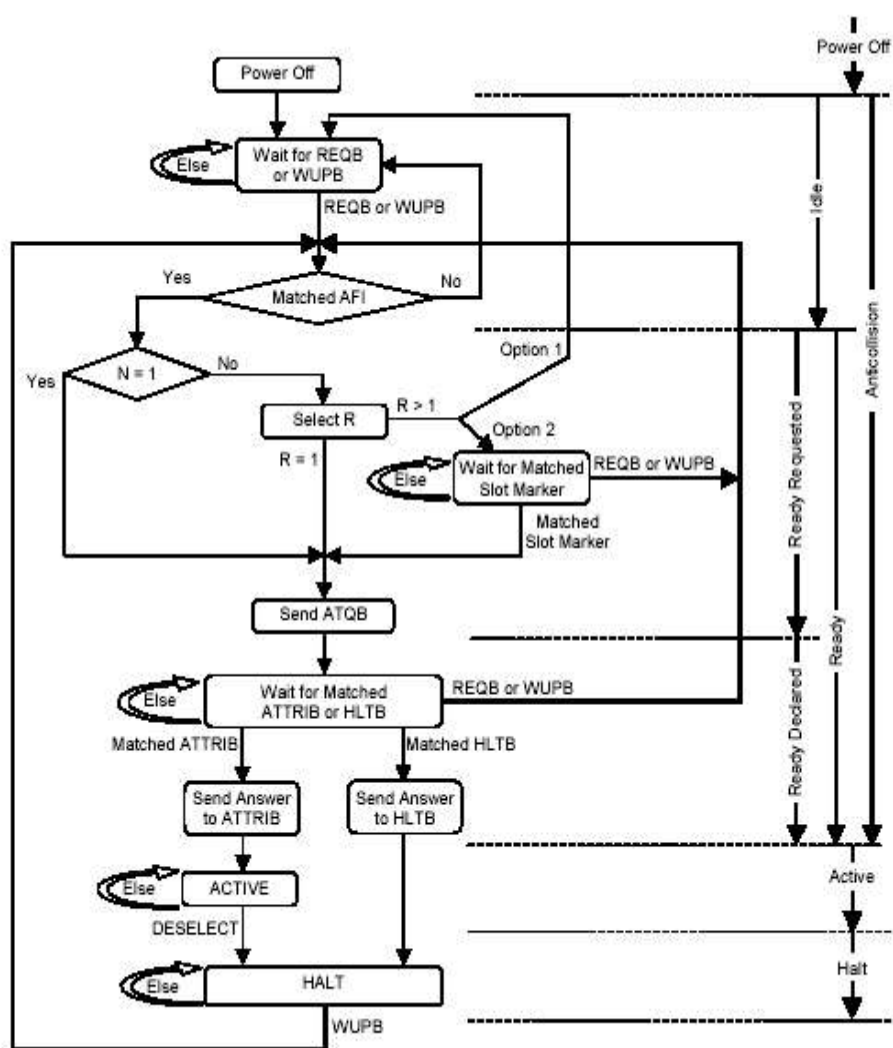 Power Off
Power Off
Else
Wait for REQB
or WUPB
REQB or WUPB
Idle
Yes
Matched AFI
No
Anticollision
Option 1
Yes
N = 1
No
Select R
R > 1
Option 2
R = 1
Else
Wait for Matched
Slot Marker
REQB or WUPB
Matched
Slot Marker
Ready Requested
Send ATQB
Ready
Else
Wait for Matched
ATTRIB or HLTB
REQB or WUPB
Matched ATTRIB
Matched HLTB
Ready Declared
Send Answer
to ATTRIB
Send Answer
to HLTB
Else
ACTIVE
Active
DESELECT
Else
HALT
Halt
WUPB